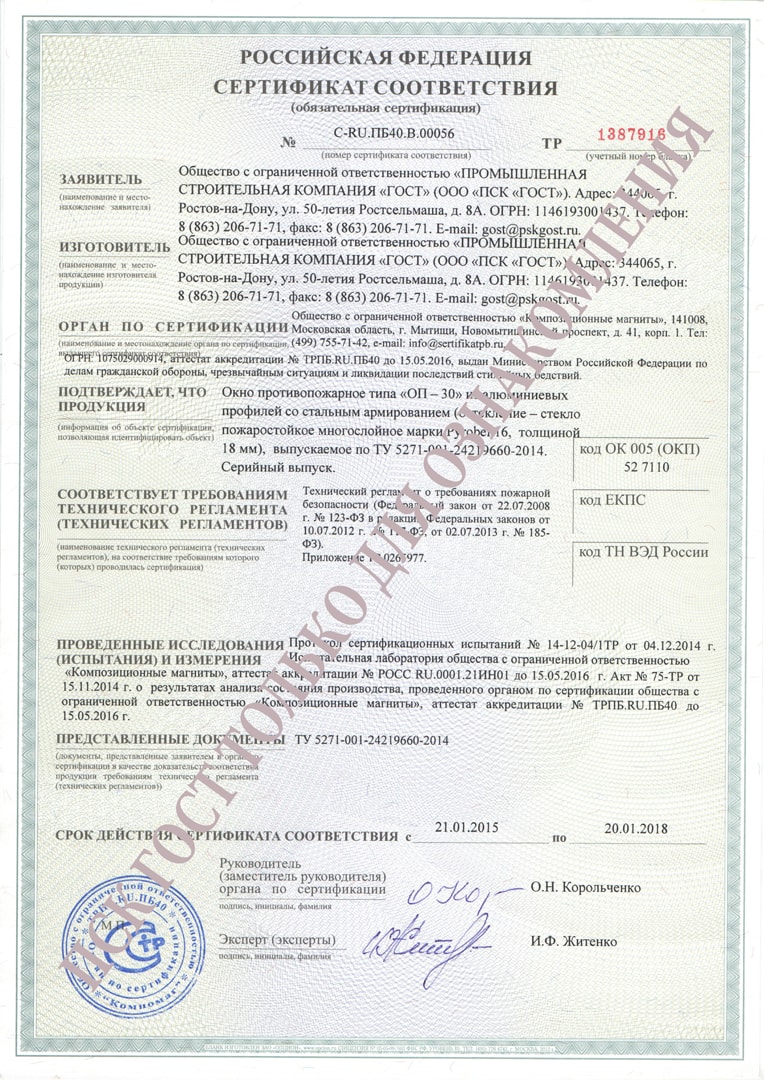 РОССИЙСКАЯ ФЕДЕРАЦИЯ
СЕРТИФИКАТ СООТВЕТСТВИЯ
(обязательная сертификация)
№ C-RU.ПБ40.В.00056
(номер сертификата соответствия)
ТР 1387916
(учетный номер бланка)
ЗАЯВИТЕЛЬ
(наименование и место-
нахождение заявителя)
Общество с ограниченной ответственностью «ПРОМЫШЛЕННАЯ
СТРОИТЕЛЬНАЯ КОМПАНИЯ «ГОСТ» (ООО «ПСК «ГОСТ»). Адрес: 344065, г.
Ростов-на-Дону, ул. 50-летия Ростсельмаша, д. 8А. ОГРН: 1146193001437. Телефон:
8 (863) 206-71-71, факс: 8 (863) 206-71-71. E-mail: gost@pskgost.ru.
ИЗГОТОВИТЕЛЬ
(наименование и место-
нахождение изготовителя
продукции)
Общество с ограниченной ответственностью «ПРОМЫШЛЕННАЯ
СТРОИТЕЛЬНАЯ КОМПАНИЯ «ГОСТ» (ООО «ПСК «ГОСТ»). Адрес: 344065, г.
Ростов-на-Дону, ул. 50-летия Ростсельмаша, д. 8А. ОГРН: 1146193001437. Телефон:
8 (863) 206-71-71, факс: 8 (863) 206-71-71. E-mail: gost@pskgost.ru.
ОРГАН ПО СЕРТИФИКАЦИИ
(наименование и местонахождение органа по сертификации,
выдавшего сертификат соответствия)
Общество с ограниченной ответственностью «Композиционные магниты», 141008,
Московская область, г. Мытищи, Новомытищинский проспект, д. 41, корп. 1. Тел:
(499) 755-71-42, e-mail: info@sertifikatpb.ru,
ОГРН: 1075029000914, аттестат аккредитации № ТРПБ.RU.ПБ40 до 15.05.2016, выдан Министерством Российской Федерации по
делам гражданской обороны, чрезвычайным ситуациям и ликвидации последствий стихийных бедствий.
ПОДТВЕРЖДАЕТ, ЧТО
ПРОДУКЦИЯ
(информация об объекте сертификации,
позволяющая идентифицировать объект)
Окно противопожарное типа «ОП – 30» из алюминиевых
профилей со стальным армированием (остекление – стекло
пожаростойкое многослойное марки Pyrobel 16, толщиной
18 мм), выпускаемое по ТУ 5271-001-24219660-2014.
Серийный выпуск.
код ОК 005 (ОКП)
52 7110
код ЕКПС
код ТН ВЭД России
СООТВЕТСТВУЕТ ТРЕБОВАНИЯМ
ТЕХНИЧЕСКОГО РЕГЛАМЕНТА
(ТЕХНИЧЕСКИХ РЕГЛАМЕНТОВ)
(наименование технического регламента (технических
регламентов), на соответствие требованиям которого
(которых) проводилась сертификация)
Технический регламент о требованиях пожарной
безопасности (Федеральный закон от 22.07.2008
г. № 123-ФЗ в редакции Федеральных законов от
10.07.2012 г. № 117-ФЗ, от 02.07.2013 г. № 185-
ФЗ).
Приложение
ПРОВЕДЕННЫЕ ИССЛЕДОВАНИЯ
(ИСПЫТАНИЯ) И ИЗМЕРЕНИЯ
Протокол сертификационных испытаний № 14-12-04/1ТР от 04.12.2014 г.
Испытательная лаборатория общества с ограниченной ответственностью
«Композиционные магниты», аттестат аккредитации № РОСС RU.0001.21ИН01 до 15.05.2016 г. Акт № 75-ТР от
15.11.2014 г. о результатах анализа состояния производства, проведенного органом по сертификации общества с
ограниченной ответственностью «Композиционные магниты», аттестат аккредитации № ТРПБ.RU.ПБ40 до
15.05.2016 г.
ПРЕДСТАВЛЕННЫЕ ДОКУМЕНТЫ
(документы, представленные заявителем в орган по
сертификации в качестве доказательств соответствия
продукции требованиям технического регламента
(технических регламентов))
ТУ 5271-001-24219660-2014
СРОК ДЕЙСТВИЯ СЕРТИФИКАТА СООТВЕТСТВИЯ с 21.01.2015 по 20.01.2018
Руководитель
(заместитель руководителя)
органа по сертификации
подпись, инициалы, фамилия
О.Н. Корольченко
М.П.
Эксперт (эксперты)
подпись, инициалы, фамилия
И.Ф. Житенко
ПСК ГОСТ ТОЛЬКО ДЛЯ ОЗНАКОМЛЕНИЯ